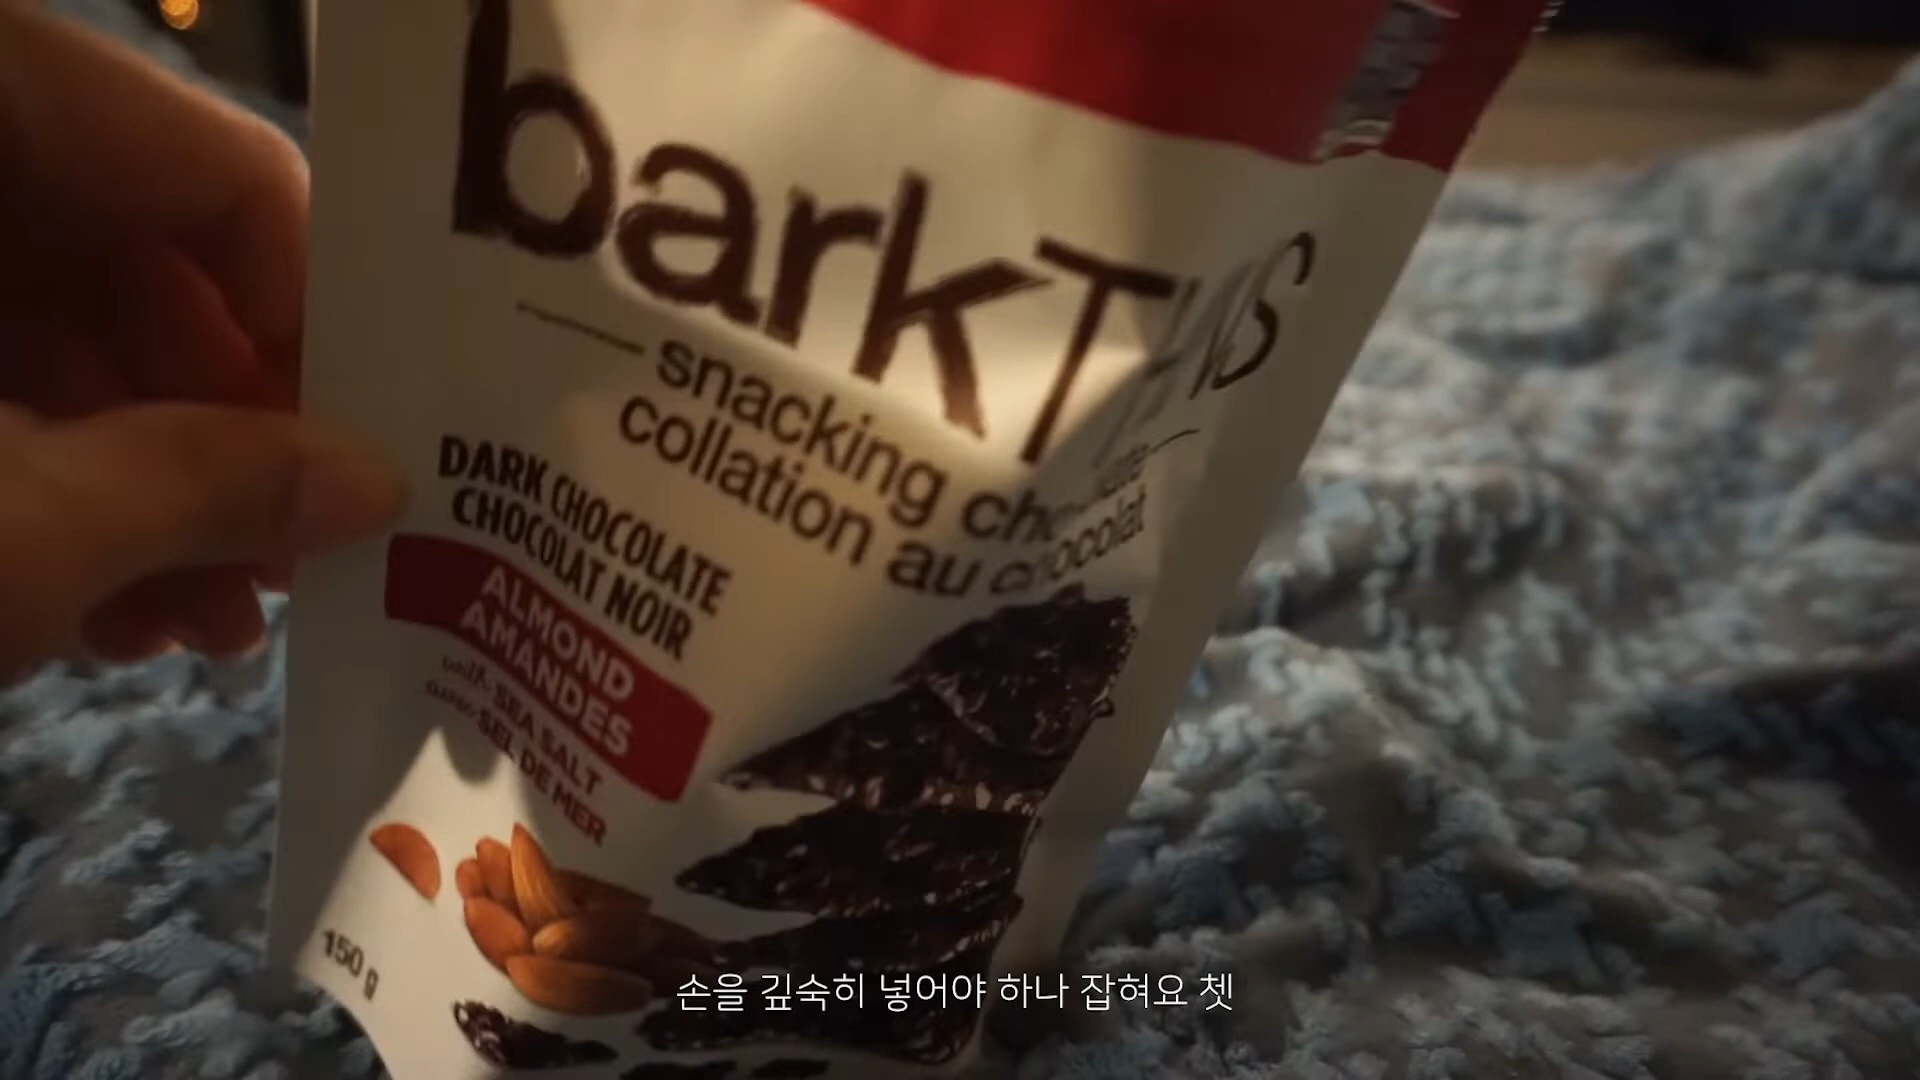 barkTHINS
snacking chocolate
collation au chocolat
DARK CHOCOLATE
CHOCOLAT NOIR
ALMOND
AMANDES
with SEA SALT
avec SEL DE MER
150 g
손을 깊숙히 넣어야 하나 잡혀요 쳇